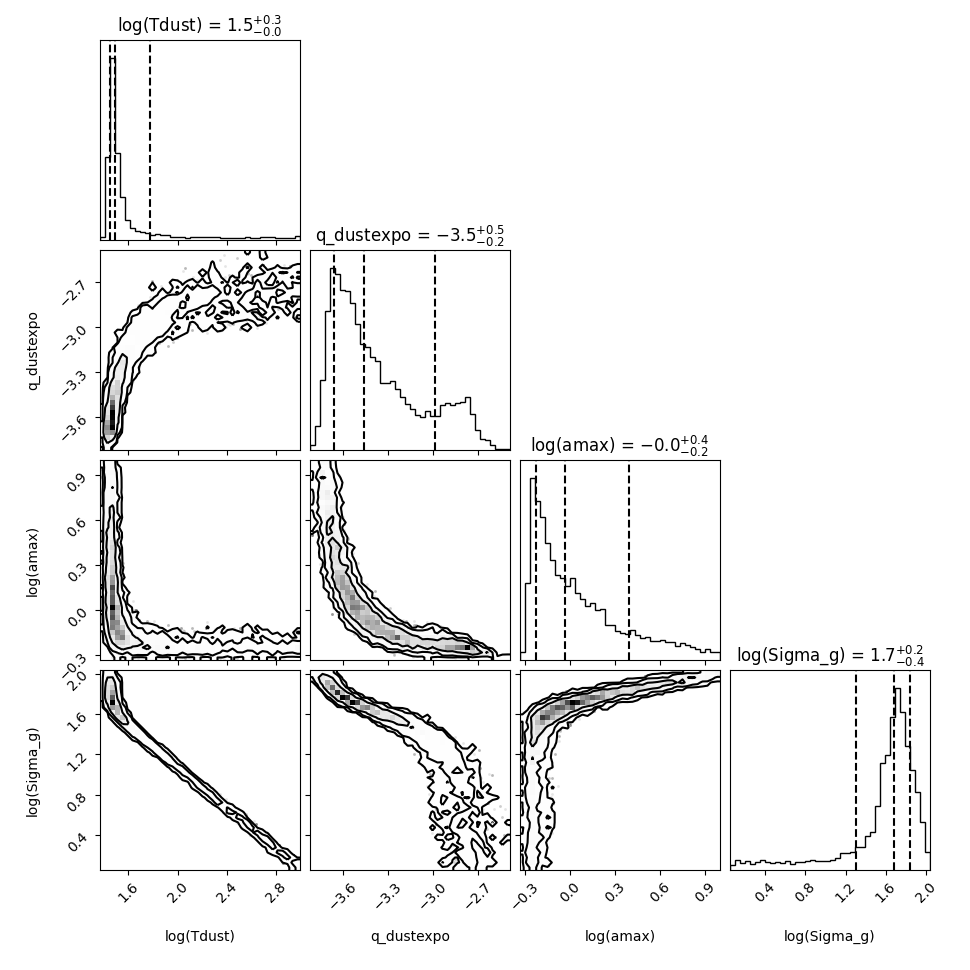 log(Tdust) = 1.5^{+0.3}_{-0.0}
q_dustexpo = −3.5^{+0.5}_{-0.2}
q_dustexpo
−2.7
−3.0
−3.3
−3.6
log(amax) = −0.0^{+0.4}_{-0.2}
log(amax)
0.9
0.6
0.3
0.0
−0.3
log(Sigma_g) = 1.7^{+0.2}_{-0.4}
log(Sigma_g)
2.0
1.6
1.2
0.8
0.4
1.6 2.0 2.4 2.8
−3.6 −3.3 −3.0 −2.7
−0.3 0.0 0.3 0.6 0.9
0.4 0.8 1.2 1.6 2.0
log(Tdust) q_dustexpo log(amax) log(Sigma_g)